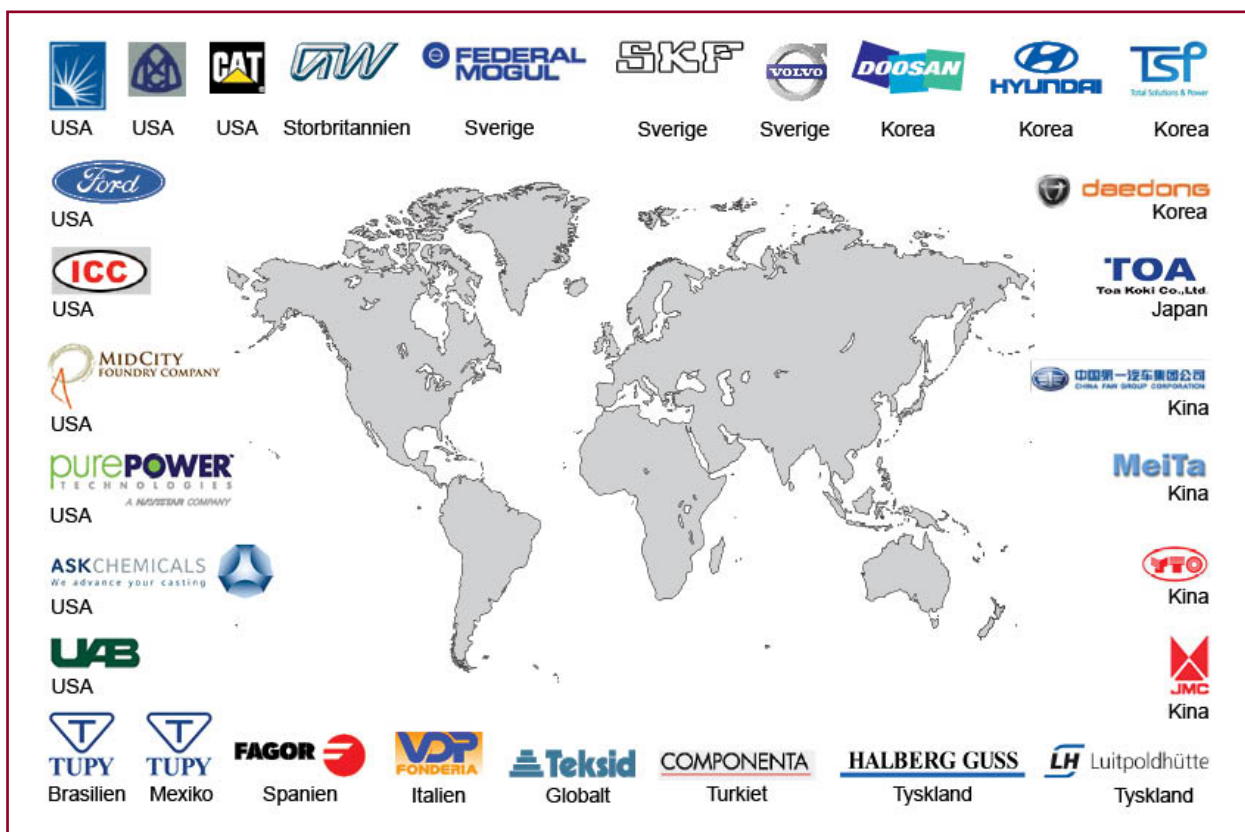 CAT
USA
USA
USA
Storbritannien
FEDERAL
MOGUL
Sverige
SKF
Sverige
VOLVO
Sverige
DOOSAN
Korea
HYUNDAI
Korea
TSP
Total Solutions & Power
Korea
Ford
USA
daedong
Korea
ICC
USA
TOA
Toa Koki Co.,Ltd.
Japan
MIDCITY
FOUNDRY COMPANY
USA
中国第一汽车集团公司
CHINA FAW GROUP CORPORATION
Kina
purePOWER
TECHNOLOGIES
A NAVISTAR COMPANY
USA
MeiTa
Kina
ASKCHEMICALS
We advance your casting
USA
YTO
Kina
UAB
USA
JMC
Kina
T
TUPY
Brasilien
T
TUPY
Mexiko
FAGOR
Spanien
VDP
FONDERIA
Italien
Teksid
Globalt
COMPONENTA
Turkiet
HALBERG GUSS
Tyskland
LH Luitpoldhütte
Tyskland